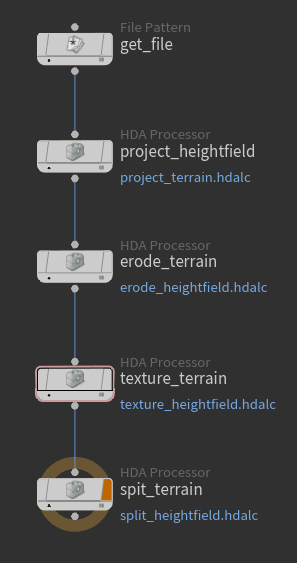 File Pattern
get_file
HDA Processor
project_heightfield
project_terrain.hdalc
HDA Processor
erode_terrain
erode_heightfield.hdalc
HDA Processor
texture_terrain
texture_heightfield.hdalc
HDA Processor
spit_terrain
split_heightfield.hdalc